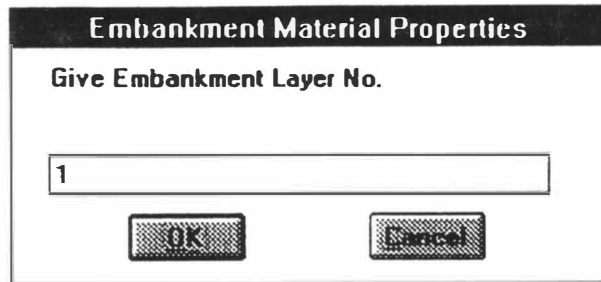 Embankment Material Properties
Give Embankment Layer No.
1
OK
Cancel